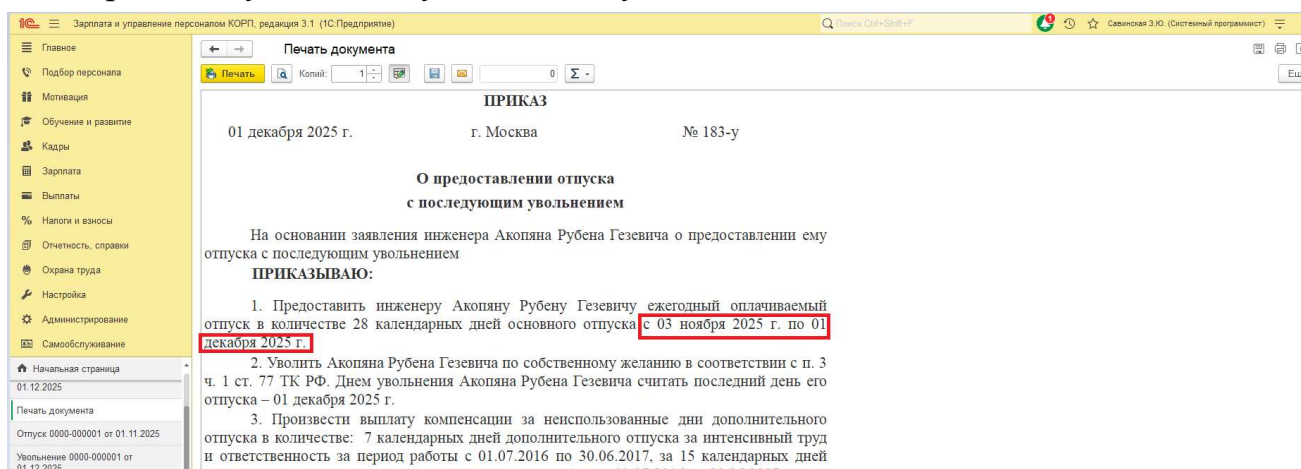 1С Зарплата и управление персоналом КОРП, редакция 3.1 (1С:Предприятие)
Поиск Ctrl+Shift+F
Савинская З.Ю. (Системный программист)
Главное
Подбор персонала
Мотивация
Обучение и развитие
Кадры
Зарплата
Выплаты
% Налоги и взносы
Отчетность, справки
Охрана труда
Настройка
Администрирование
Самообслуживание
Начальная страница
01.12.2025
Печать документа
Отпуск 0000-000001 от 01.11.2025
Увольнение 0000-000001 от
01.12.2025
Печать документа
Печать Копий: 1 0 Σ
ПРИКАЗ
01 декабря 2025 г. г. Москва № 183-у
О предоставлении отпуска
с последующим увольнением
На основании заявления инженера Акопяна Рубена Гезевича о предоставлении ему
отпуска с последующим увольнением
ПРИКАЗЫВАЮ:
1. Предоставить инженеру Акопяну Рубену Гезевичу ежегодный оплачиваемый
отпуск в количестве 28 календарных дней основного отпуска с 03 ноября 2025 г. по 01
декабря 2025 г.
2. Уволить Акопяна Рубена Гезевича по собственному желанию в соответствии с п. 3
ч. 1 ст. 77 ТК РФ. Днем увольнения Акопяна Рубена Гезевича считать последний день его
отпуска – 01 декабря 2025 г.
3. Произвести выплату компенсации за неиспользованные дни дополнительного
отпуска в количестве: 7 календарных дней дополнительного отпуска за интенсивный труд
и ответственность за период работы с 01.07.2016 по 30.06.2017, за 15 календарных дней